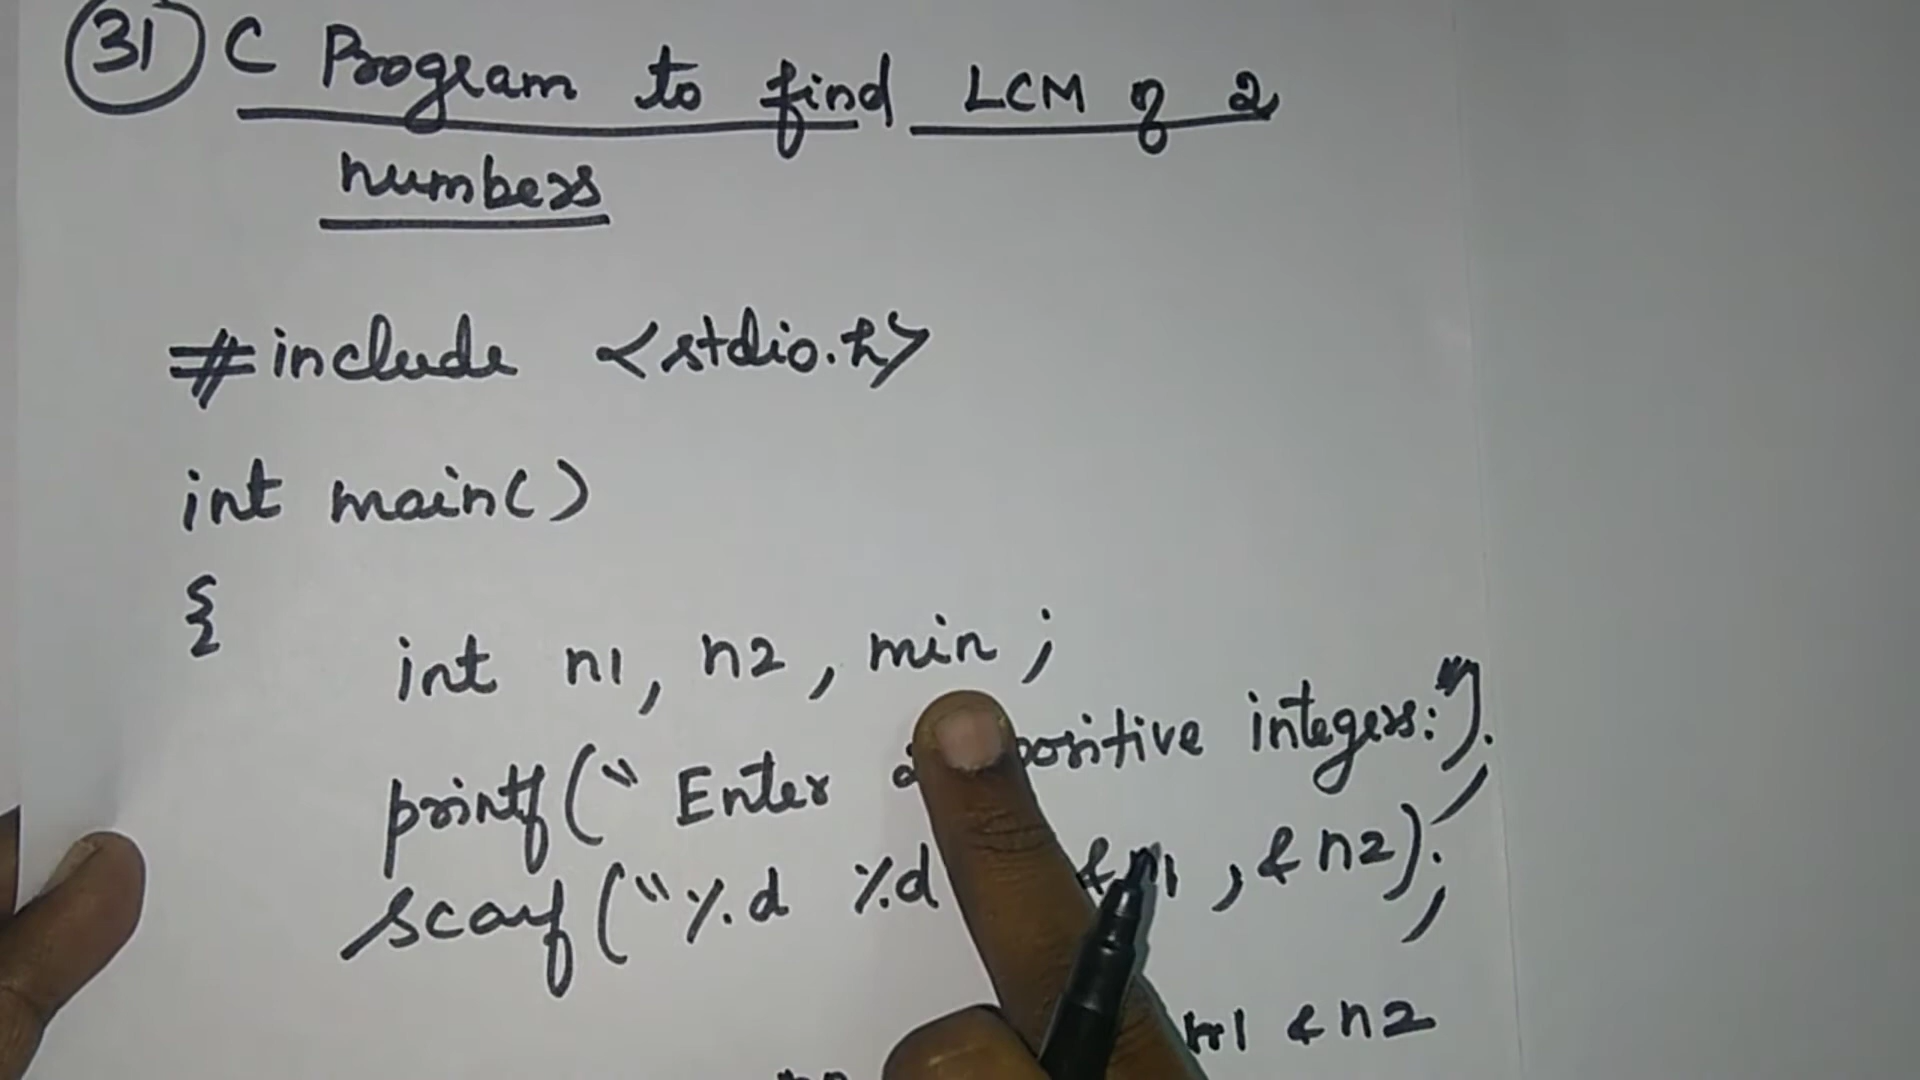 31 C Program to find LCM of 2
numbers
#include <stdio.h>
int main()
{
int n1, n2, min;
printf("Enter positive integers:");
scanf("%d %d &n1, &n2);
n1 & n2